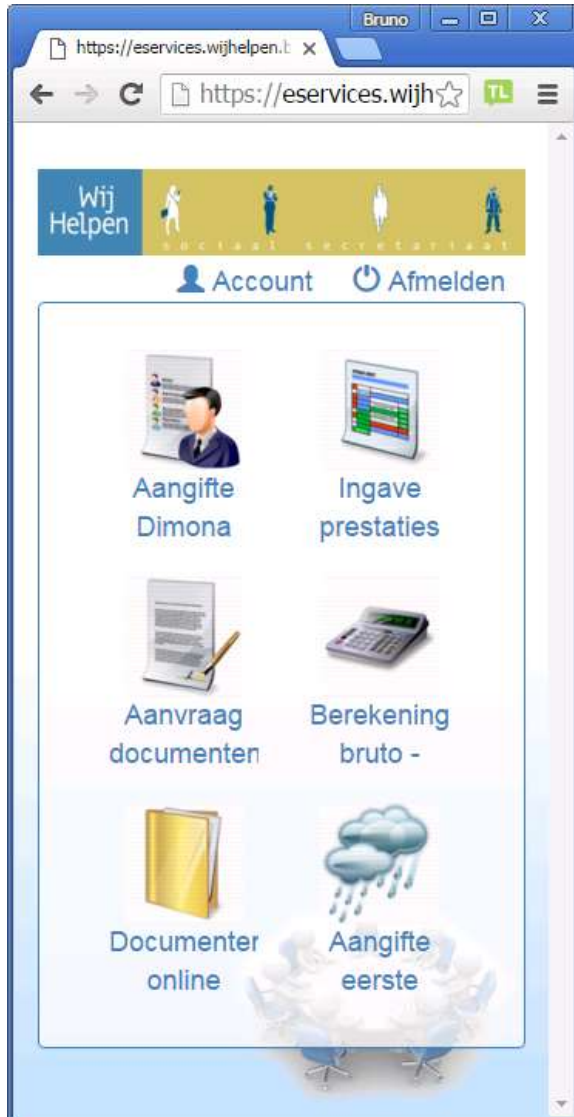 Bruno
https://eservices.wijhelpen.b
https://eservices.wijh
TL
Wij
Helpen
sociaal secretariaat
Account
Afmelden
Aangifte
Dimona
Ingave
prestaties
Aanvraag
documenten
Berekening
bruto -
Documenten
online
Aangifte
eerste